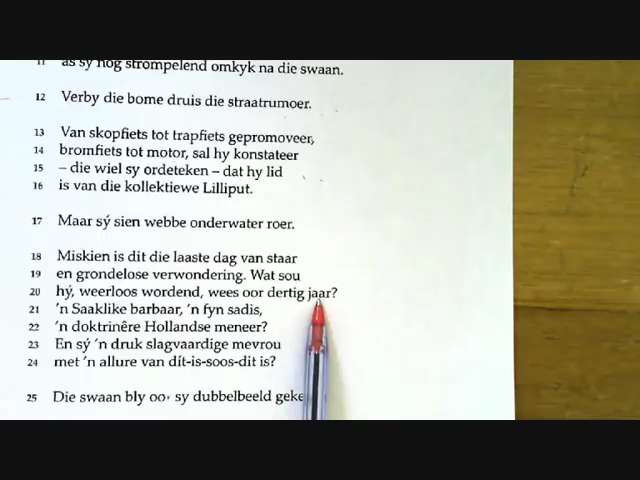 11 as sy nog strompelend omkyk na die swaan.
12 Verby die bome druis die straatrumoer.
13 Van skopfiets tot trapfiets gepromoveer,
14 bromfiets tot motor, sal hy konstateer
15 – die wiel sy ordeteken – dat hy lid
16 is van die kollektiewe Lilliput.
17 Maar sý sien webbe onderwater roer.
18 Miskien is dit die laaste dag van staar
19 en grondelose verwondering. Wat sou
20 hý, weerloos wordend, wees oor dertig jaar?
21 'n Saaklike barbaar, 'n fyn sadis,
22 'n doktrinêre Hollandse meneer?
23 En sý 'n druk slagvaardige mevrou
24 met 'n allure van dít-is-soos-dit is?
25 Die swaan bly oo sy dubbelbeeld geke